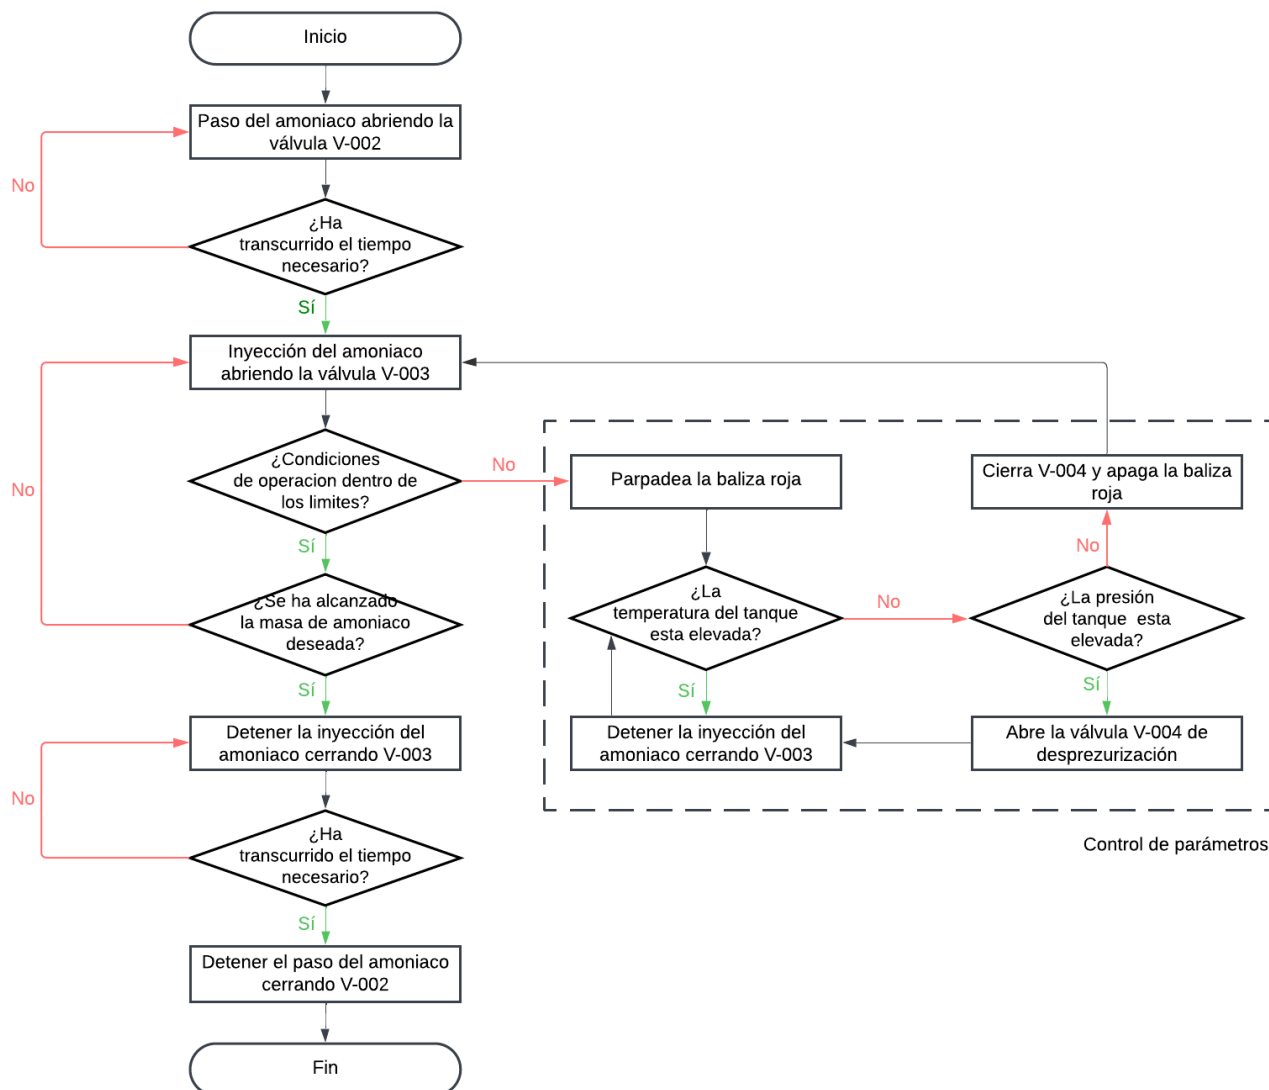 Inicio
Paso del amoniaco abriendo la
válvula V-002
No
¿Ha
transcurrido el tiempo
necesario?
Sí
Inyección del amoniaco
abriendo la válvula V-003
No
¿Condiciones
de operacion dentro de
los limites?
No
Sí
¿Se ha alcanzado
la masa de amoniaco
deseada?
Sí
Detener la inyección del
amoniaco cerrando V-003
No
¿Ha
transcurrido el tiempo
necesario?
Sí
Detener el paso del amoniaco
cerrando V-002
Fin
Parpadea la baliza roja
¿La
temperatura del tanque
esta elevada?
No
Sí
Detener la inyección del
amoniaco cerrando V-003
Cierra V-004 y apaga la baliza
roja
No
¿La presión
del tanque esta
elevada?
Sí
Abre la válvula V-004 de
desprezurización
Control de parámetros